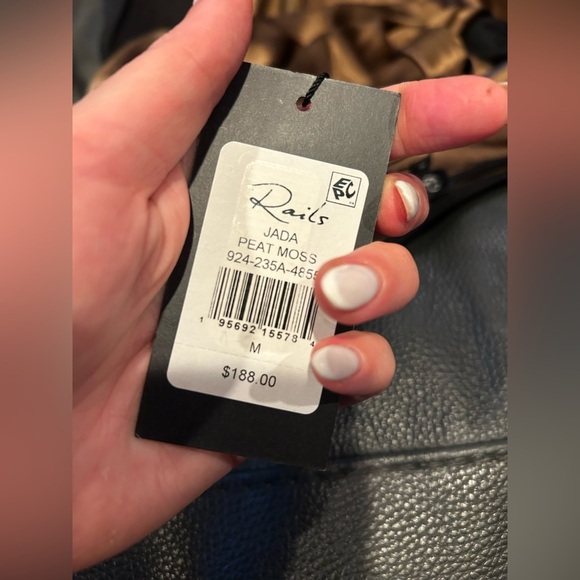 Rails
JADA
PEAT MOSS
924-235A-4855
1 95692 15578 4
M
$188.00